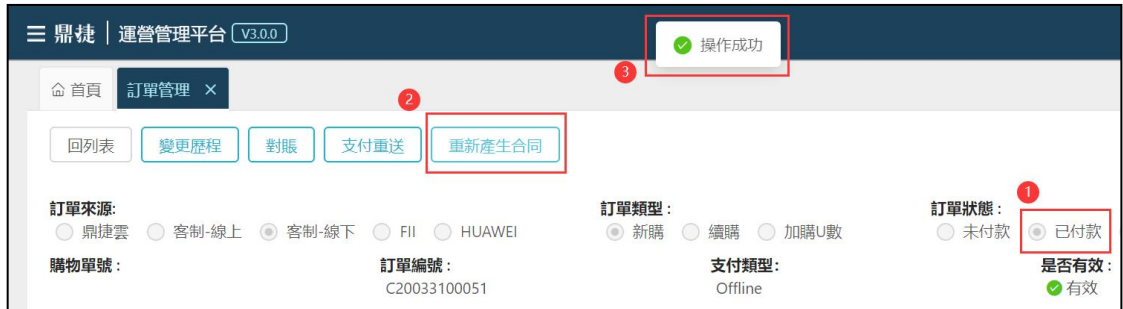 鼎捷 運營管理平台 V3.0.0
操作成功
3
首頁 訂單管理 ×
2
回列表 變更歷程 對賬 支付重送 重新產生合同
1
訂單來源: 訂單類型： 訂單狀態：
鼎捷雲 客制-線上 客制-線下 FII HUAWEI 新購 續購 加購U數 未付款 已付款
購物單號： 訂單編號： 支付類型： 是否有效：
C20033100051 Offline 有效